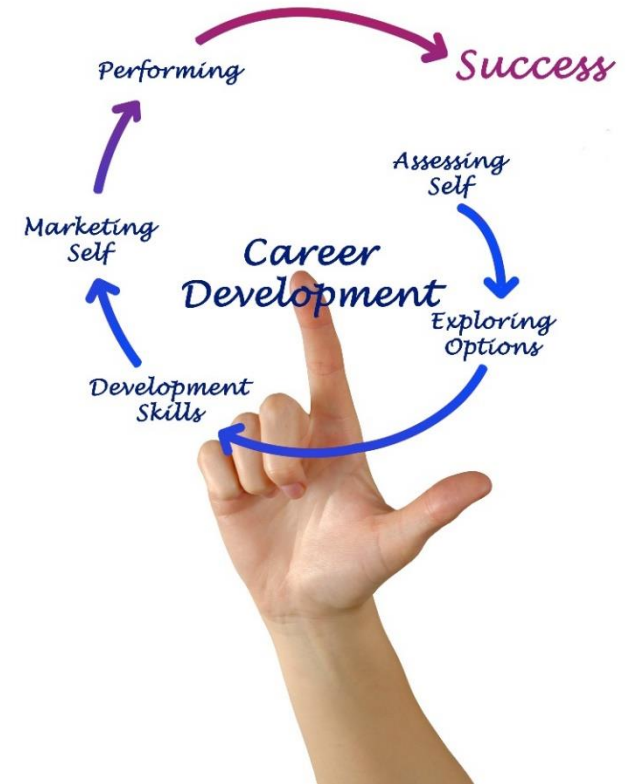 Performing
Success
Assessing
Self
Marketing
Self
Career
Development
Exploring
Options
Development
Skills